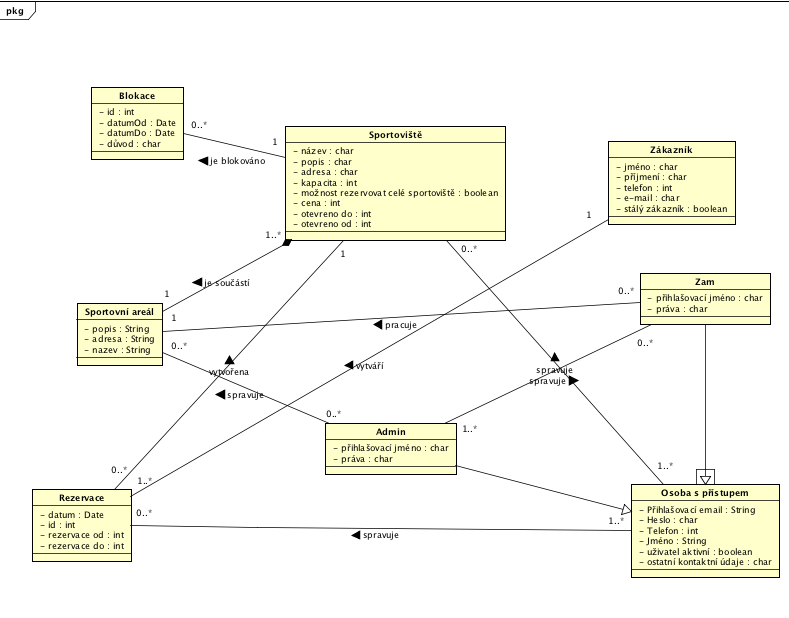 pkg
Blokace
– id : int
– datumOd : Date
– datumDo : Date
– důvod : char
0..*
1
je blokováno
Sportoviště
– název : char
– popis : char
– adresa : char
– kapacita : int
– možnost rezervovat celé sportoviště : boolean
– cena : int
– otevreno do : int
– otevreno od : int
Zákazník
– jméno : char
– příjmení : char
– telefon : int
– e–mail : char
– stálý zákazník : boolean
1
1..*
1
0..*
je součástí
1
Zam
– přihlašovací jméno : char
– práva : char
0..*
Sportovní areál
– popis : String
– adresa : String
– nazev : String
1
pracuje
0..*
0..*
vytvořena
vytváří
spravuje
spravuje
spravuje
0..*
Admin
– přihlašovací jméno : char
– práva : char
1..*
0..*
1..*
1..*
Rezervace
– datum : Date
– id : int
– rezervace od : int
– rezervace do : int
0..*
spravuje
1..*
Osoba s přístupem
– Přihlašovací email : String
– Heslo : char
– Telefon : int
– Jméno : String
– uživatel aktivní : boolean
– ostatní kontaktní údaje : char